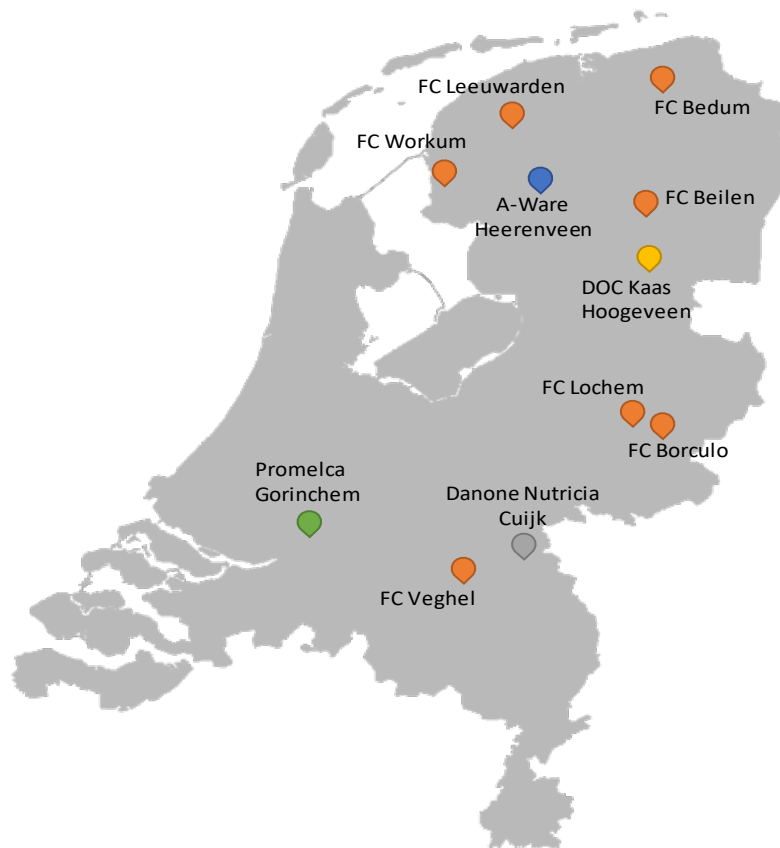 FC Leeuwarden
FC Bedum
FC Workum
A-Ware
Heerenveen
FC Beilen
DOC Kaas
Hoogeveen
FC Lochem
FC Borculo
Promelca
Gorinchem
Danone Nutricia
Cuijk
FC Veghel